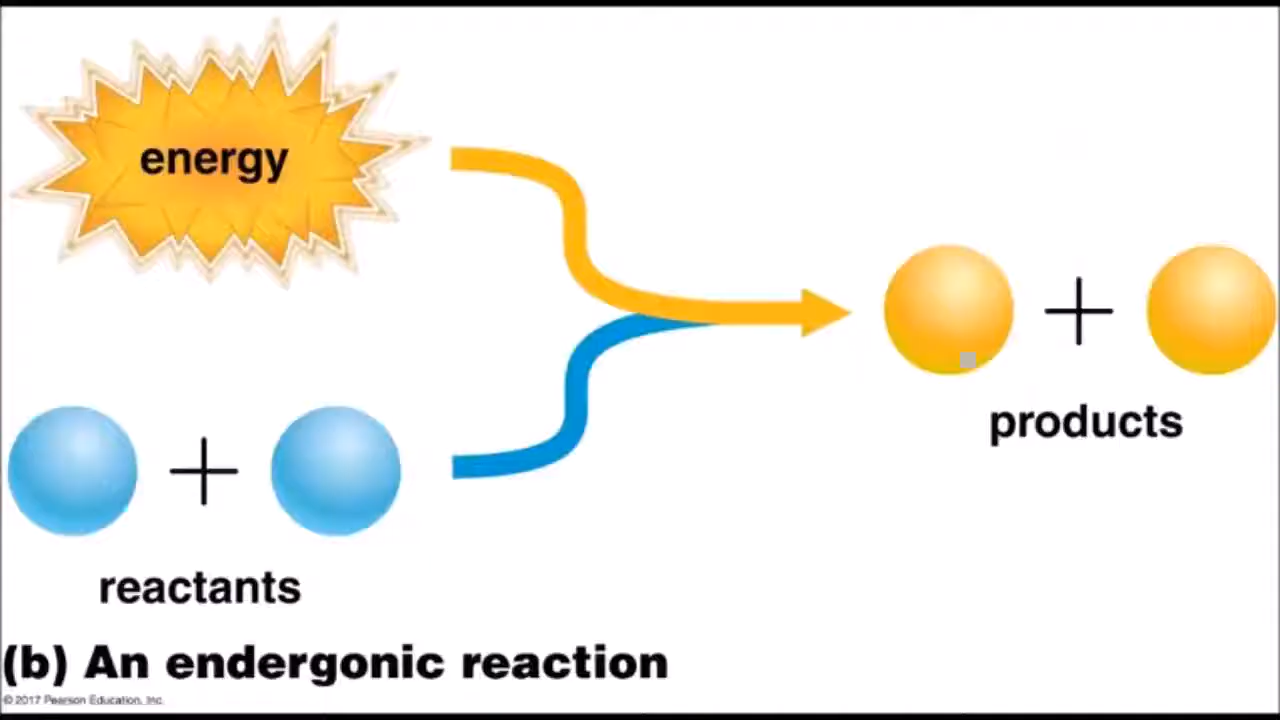 energy
+
+
products
reactants
(b) An endergonic reaction
© 2017 Pearson Education, Inc.